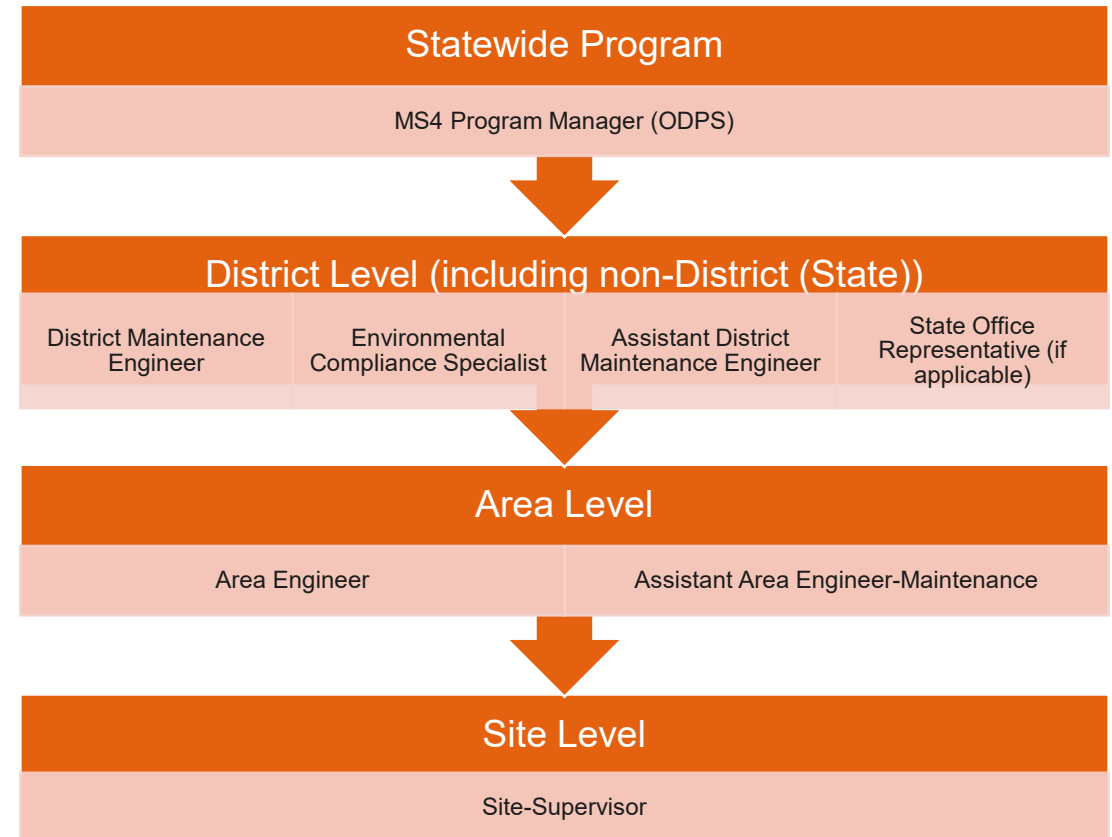 Statewide Program
MS4 Program Manager (ODPS)
District Level (including non-District (State))
District Maintenance
Engineer
Environmental
Compliance Specialist
Assistant District
Maintenance Engineer
State Office
Representative (if
applicable)
Area Level
Area Engineer
Assistant Area Engineer-Maintenance
Site Level
Site-Supervisor